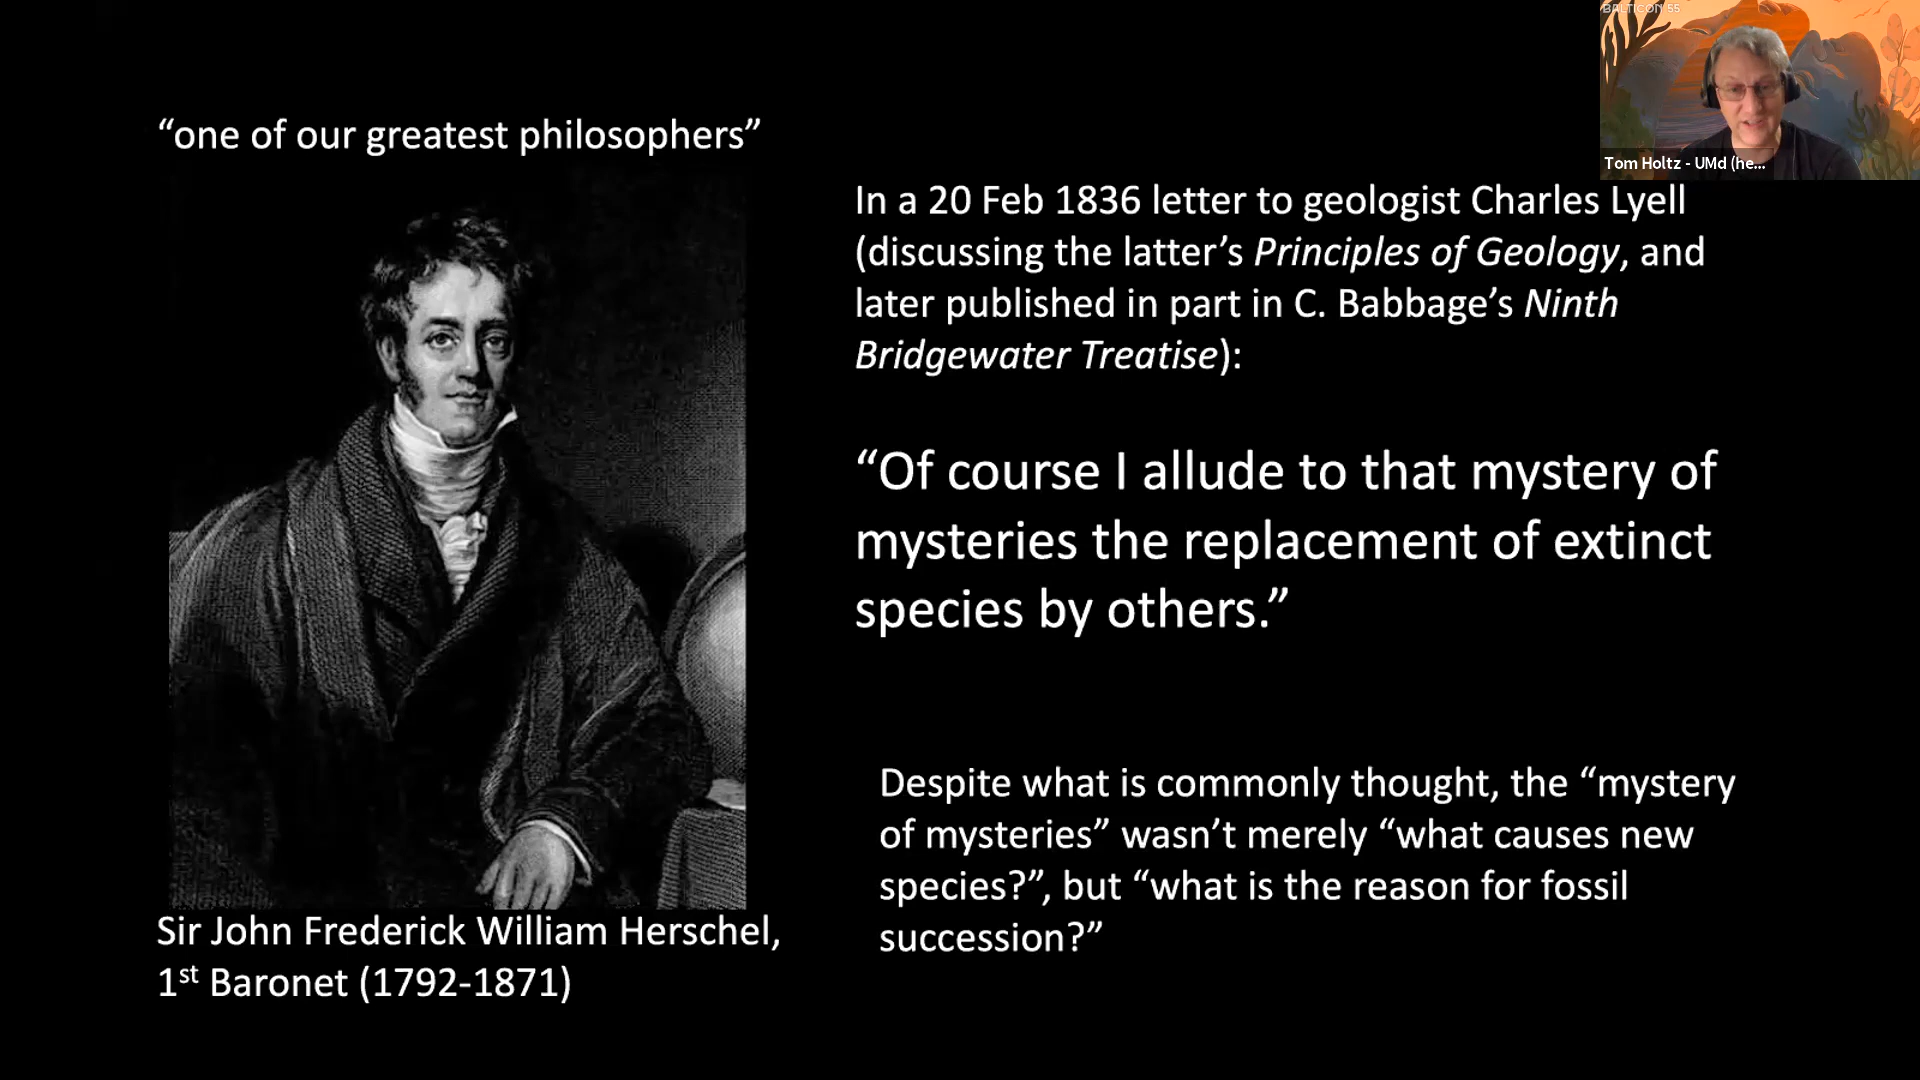 BALTICON 55
Tom Holtz - UMd (he...
“one of our greatest philosophers”
In a 20 Feb 1836 letter to geologist Charles Lyell
(discussing the latter’s Principles of Geology, and
later published in part in C. Babbage’s Ninth
Bridgewater Treatise):
“Of course I allude to that mystery of
mysteries the replacement of extinct
species by others.”
Despite what is commonly thought, the “mystery
of mysteries” wasn’t merely “what causes new
species?”, but “what is the reason for fossil
succession?”
Sir John Frederick William Herschel,
1st Baronet (1792-1871)